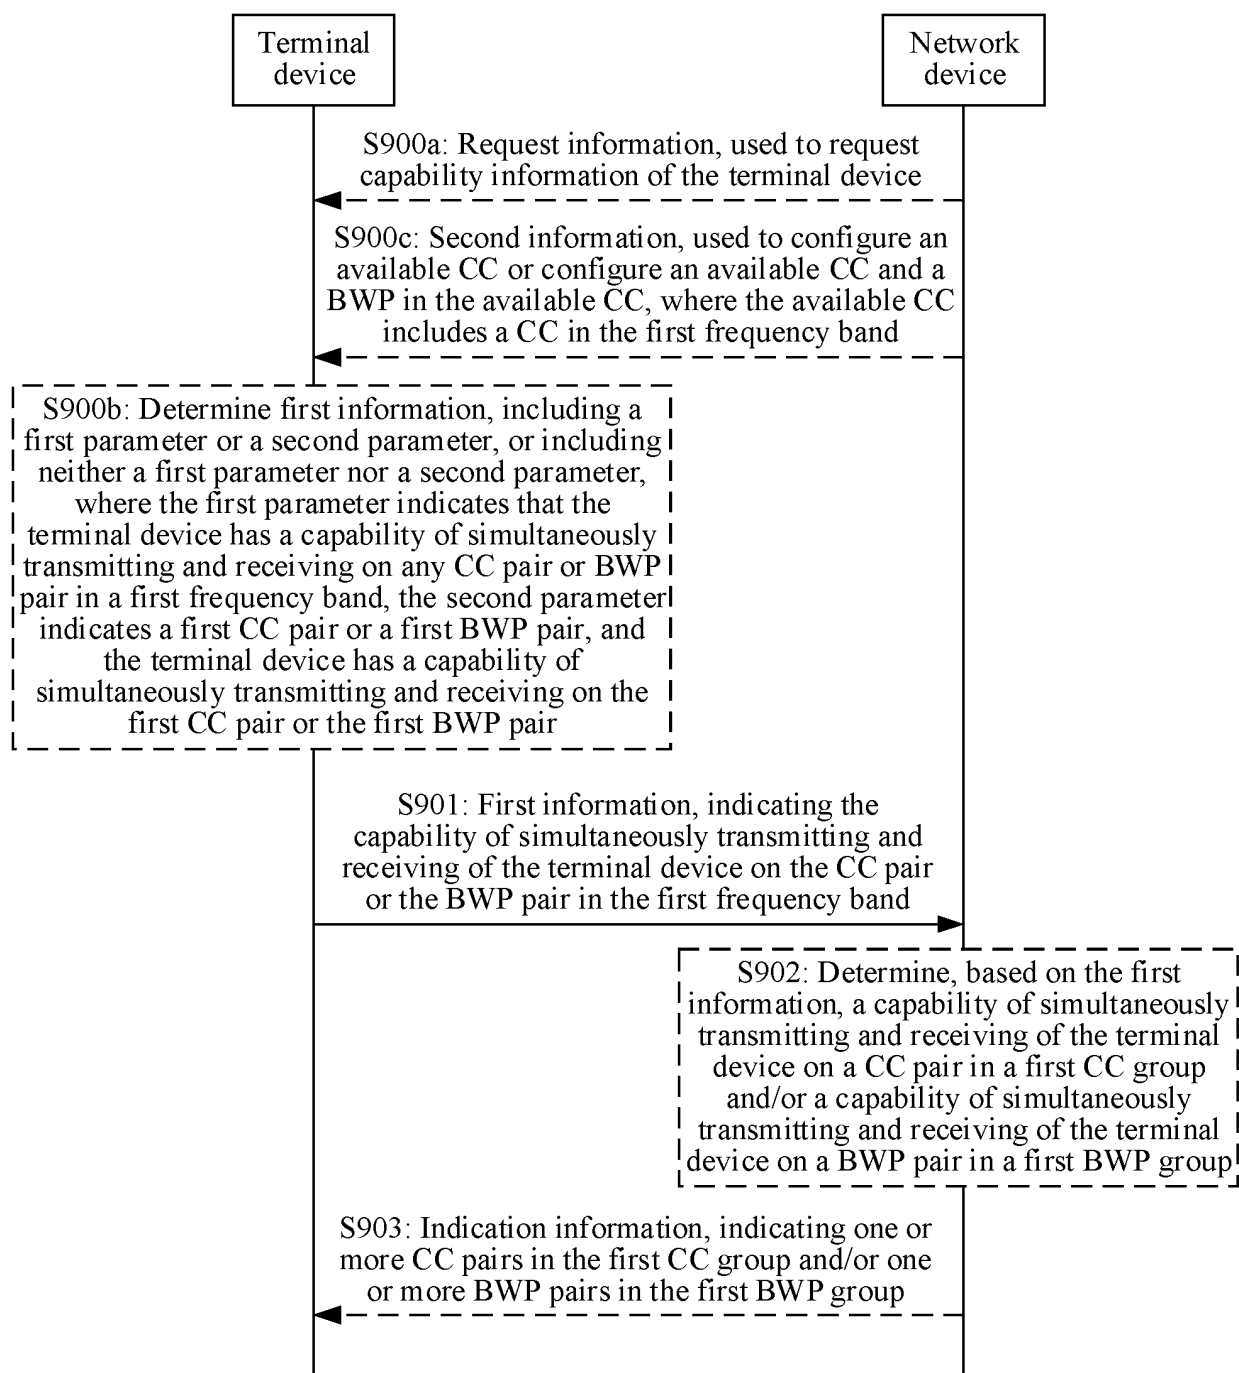 Terminal
device
Network
device
S900a: Request information, used to request
capability information of the terminal device
S900c: Second information, used to configure an
available CC or configure an available CC and a
BWP in the available CC, where the available CC
includes a CC in the first frequency band
S900b: Determine first information, including a
first parameter or a second parameter, or including
neither a first parameter nor a second parameter,
where the first parameter indicates that the
terminal device has a capability of simultaneously
transmitting and receiving on any CC pair or BWP
pair in a first frequency band, the second parameter
indicates a first CC pair or a first BWP pair, and
the terminal device has a capability of
simultaneously transmitting and receiving on the
first CC pair or the first BWP pair
S901: First information, indicating the
capability of simultaneously transmitting and
receiving of the terminal device on the CC pair
or the BWP pair in the first frequency band
S902: Determine, based on the first
information, a capability of simultaneously
transmitting and receiving of the terminal
device on a CC pair in a first CC group
and/or a capability of simultaneously
transmitting and receiving of the terminal
device on a BWP pair in a first BWP group
S903: Indication information, indicating one or
more CC pairs in the first CC group and/or one
or more BWP pairs in the first BWP group